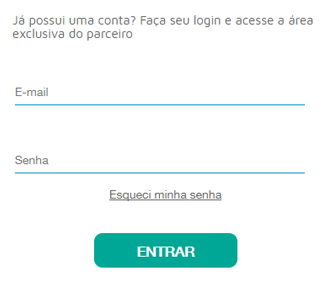 Já possui uma conta? Faça seu login e acesse a área
exclusiva do parceiro
E-mail
Senha
Esqueci minha senha
ENTRAR